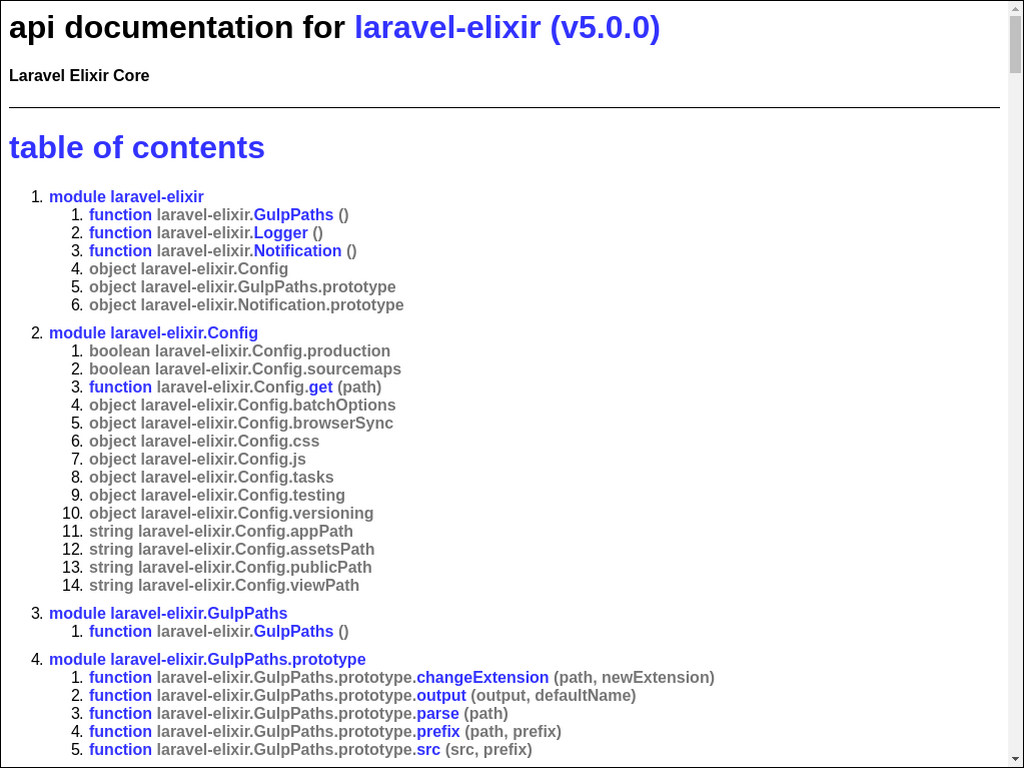 api documentation for laravel-elixir (v5.0.0)
Laravel Elixir Core
table of contents
1. module laravel-elixir
1. function laravel-elixir.GulpPaths ()
2. function laravel-elixir.Logger ()
3. function laravel-elixir.Notification ()
4. object laravel-elixir.Config
5. object laravel-elixir.GulpPaths.prototype
6. object laravel-elixir.Notification.prototype
2. module laravel-elixir.Config
1. boolean laravel-elixir.Config.production
2. boolean laravel-elixir.Config.sourcemaps
3. function laravel-elixir.Config.get (path)
4. object laravel-elixir.Config.batchOptions
5. object laravel-elixir.Config.browserSync
6. object laravel-elixir.Config.css
7. object laravel-elixir.Config.js
8. object laravel-elixir.Config.tasks
9. object laravel-elixir.Config.testing
10. object laravel-elixir.Config.versioning
11. string laravel-elixir.Config.appPath
12. string laravel-elixir.Config.assetsPath
13. string laravel-elixir.Config.publicPath
14. string laravel-elixir.Config.viewPath
3. module laravel-elixir.GulpPaths
1. function laravel-elixir.GulpPaths ()
4. module laravel-elixir.GulpPaths.prototype
1. function laravel-elixir.GulpPaths.prototype.changeExtension (path, newExtension)
2. function laravel-elixir.GulpPaths.prototype.output (output, defaultName)
3. function laravel-elixir.GulpPaths.prototype.parse (path)
4. function laravel-elixir.GulpPaths.prototype.prefix (path, prefix)
5. function laravel-elixir.GulpPaths.prototype.src (src, prefix)